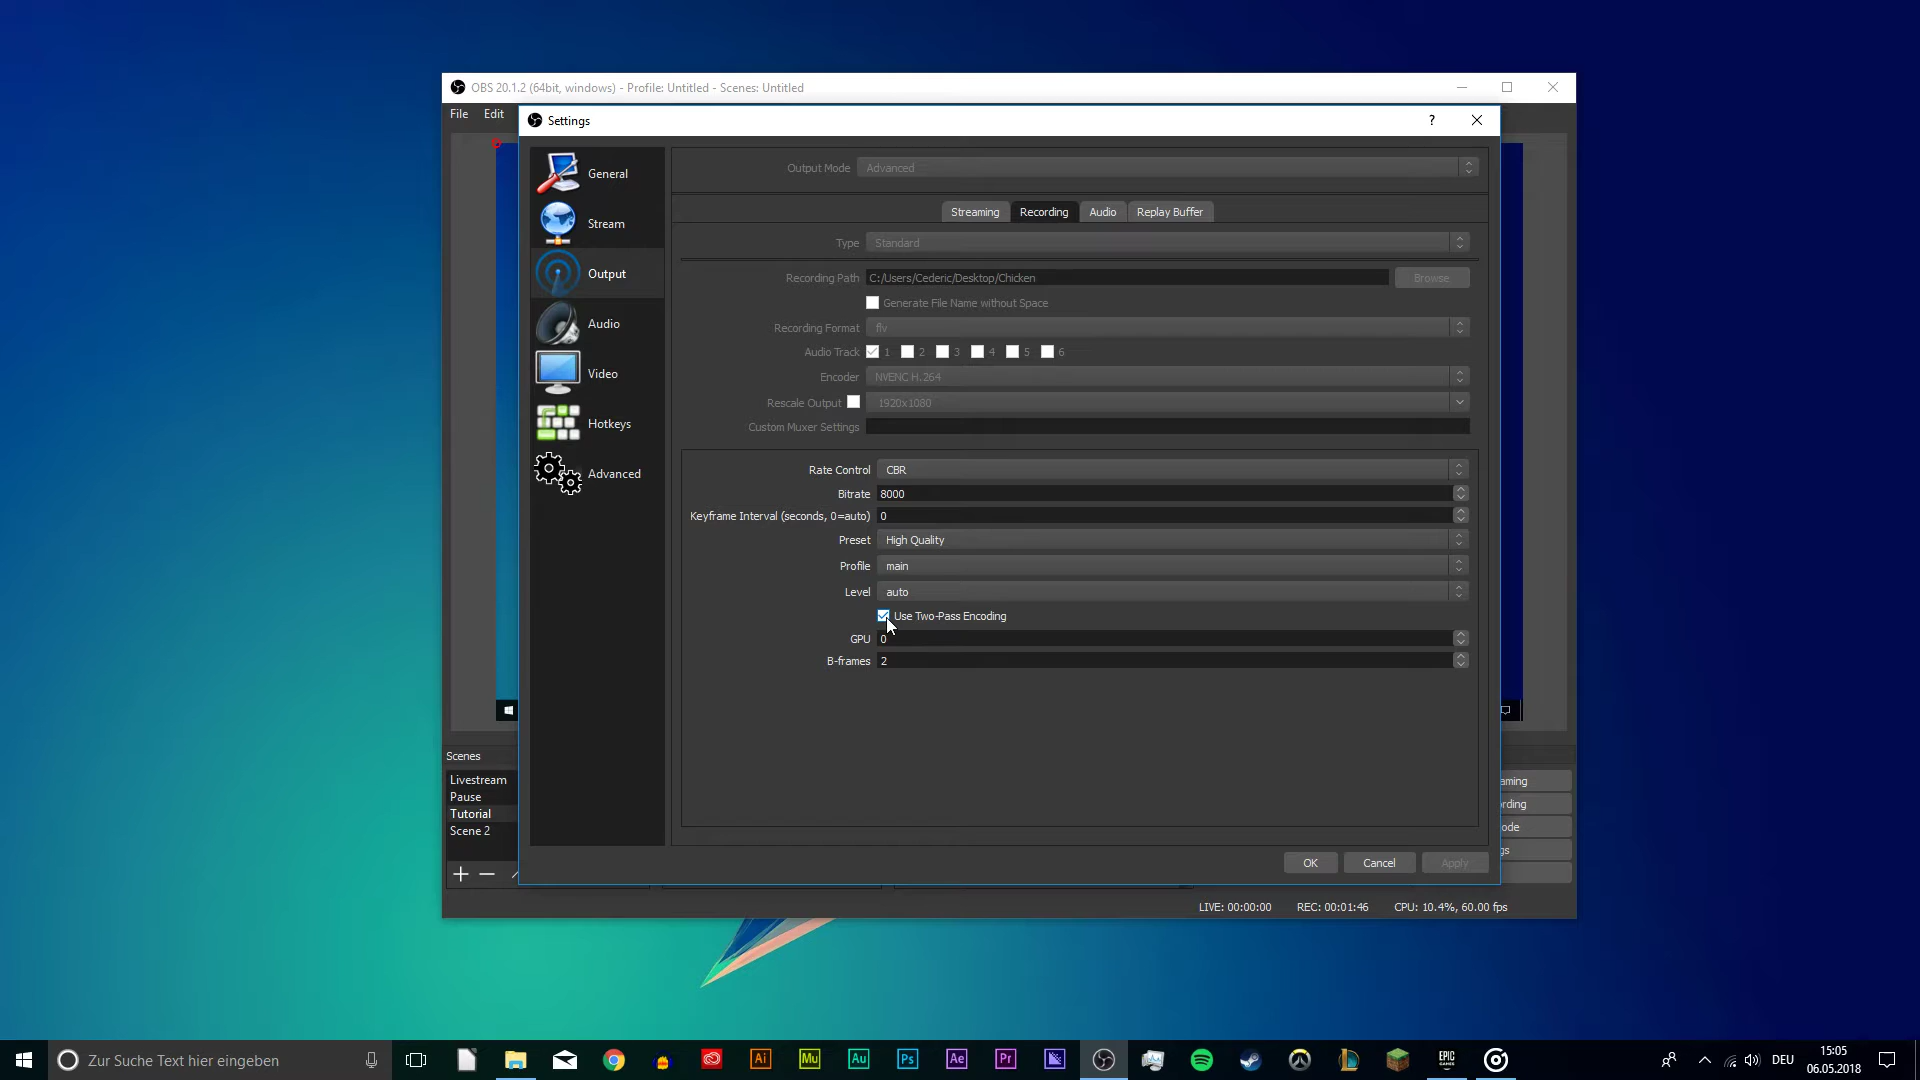 OBS 20.1.2 (64bit, windows) - Profile: Untitled - Scenes: Untitled
File Edit
Settings
?
General
Stream
Output
Audio
Video
Hotkeys
Advanced
Output Mode Advanced
Streaming Recording Audio Replay Buffer
Type Standard
Recording Path C:/Users/Cederic/Desktop/Chicken Browse
Generate File Name without Space
Recording Format flv
Audio Track 1 2 3 4 5 6
Encoder NVENC H.264
Rescale Output 1920x1080
Custom Muxer Settings
Rate Control CBR
Bitrate 8000
Keyframe Interval (seconds, 0=auto) 0
Preset High Quality
Profile main
Level auto
Use Two-Pass Encoding
GPU 0
B-frames 2
OK Cancel Apply
Scenes
Livestream
Pause
Tutorial
Scene 2
aming
rding
ode
gs
LIVE: 00:00:00 REC: 00:01:46 CPU: 10.4%, 60.00 fps
Zur Suche Text hier eingeben
Ai Mu Au Ps Ae Pr
EPIC
GAMES
DEU
15:05
06.05.2018